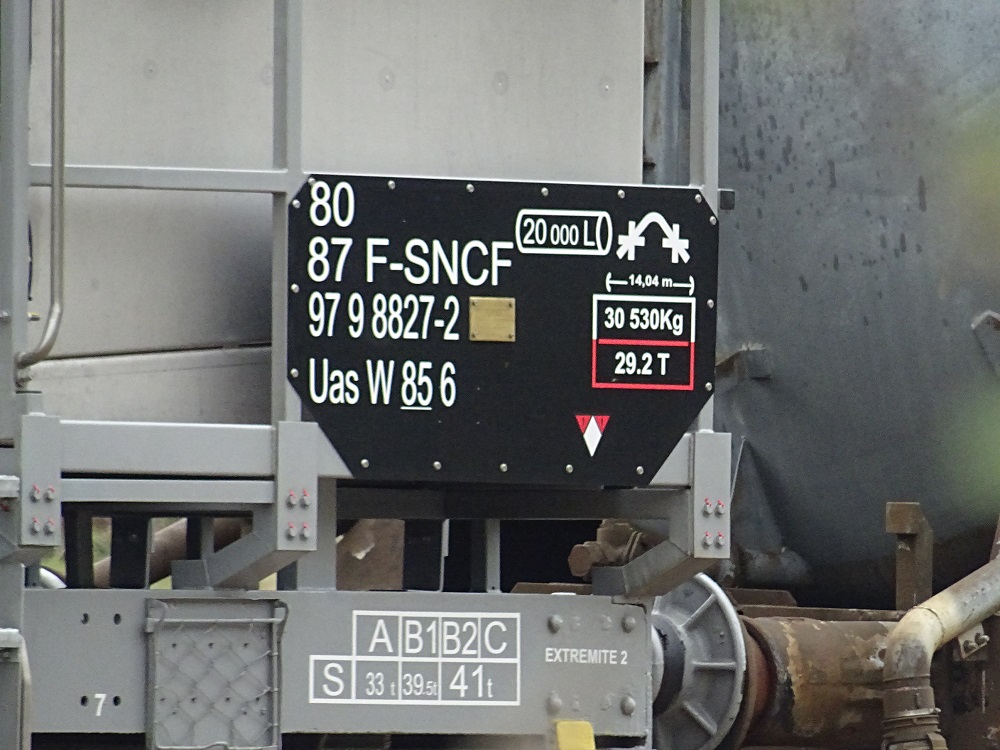 80
87 F-SNCF
97 9 8827-2
Uas W 85 6
20 000 L
14,04 m
30 530Kg
29.2 T
A B1 B2 C
S 33 t 39.5t 41t
EXTREMITE 2
7